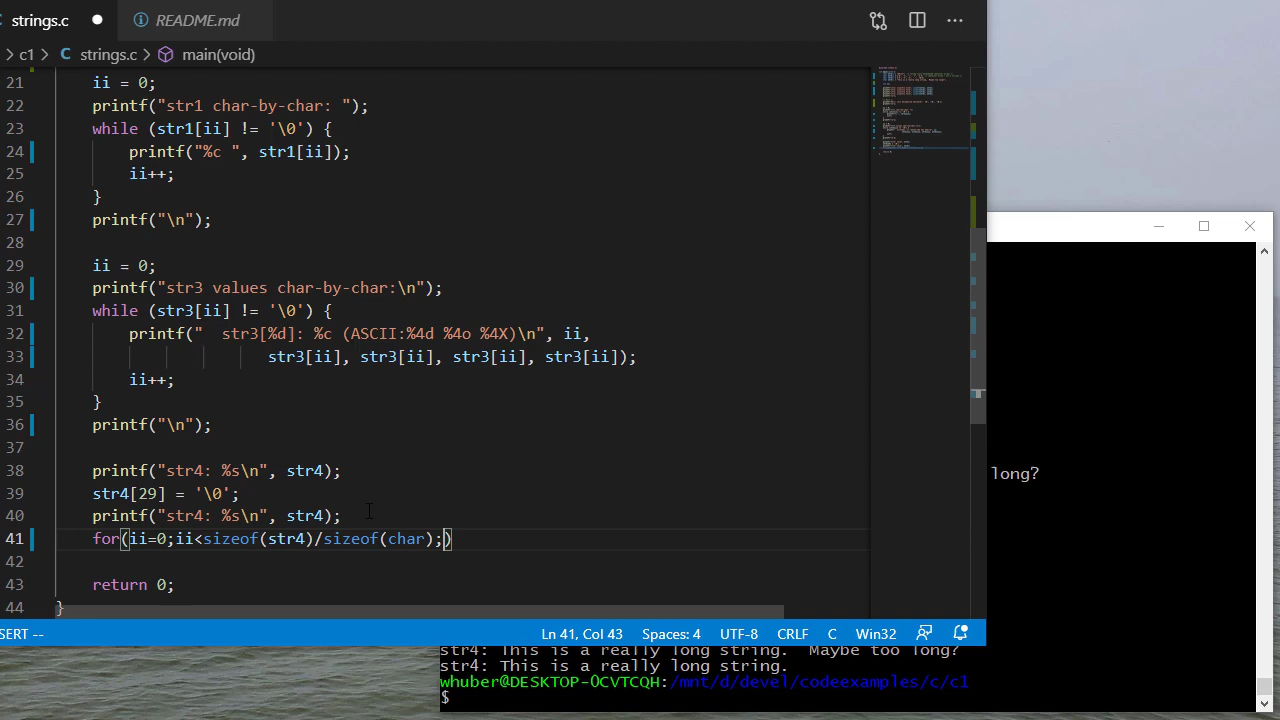 strings.c
README.md
c1 > C strings.c > main(void)
21 ii = 0;
22 printf("str1 char-by-char: ");
23 while (str1[ii] != '\0') {
24 printf("%c ", str1[ii]);
25 ii++;
26 }
27 printf("\n");
28
29 ii = 0;
30 printf("str3 values char-by-char:\n");
31 while (str3[ii] != '\0') {
32 printf("  str3[%d]: %c (ASCII:%4d %4o %4X)\n", ii,
33 str3[ii], str3[ii], str3[ii], str3[ii]);
34 ii++;
35 }
36 printf("\n");
37
38 printf("str4: %s\n", str4);
39 str4[29] = '\0';
40 printf("str4: %s\n", str4);
41 for(ii=0;ii<sizeof(str4)/sizeof(char);)
42
43 return 0;
44 }
long?
SERT -- Ln 41, Col 43 Spaces: 4 UTF-8 CRLF C Win32
str4: This is a really long string.  Maybe too long?
str4: This is a really long string.
whuber@DESKTOP-0CVTCQH:/mnt/d/devel/codeexamples/c/c1
$